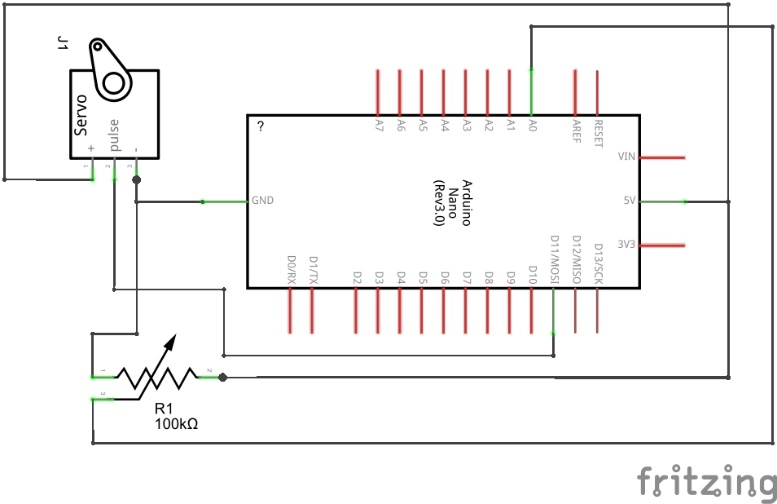 J1
Servo
+
pulse
-
1
2
3
?
A7
A6
A5
A4
A3
A2
A1
A0
AREF
RESET
Arduino
Nano
(Rev3.0)
VIN
GND
5V
3V3
D0/RX
D1/TX
D2
D3
D4
D5
D6
D7
D8
D9
D10
D11/MOSI
D12/MISO
D13/SCK
1
2
3
R1
100kΩ
fritzing